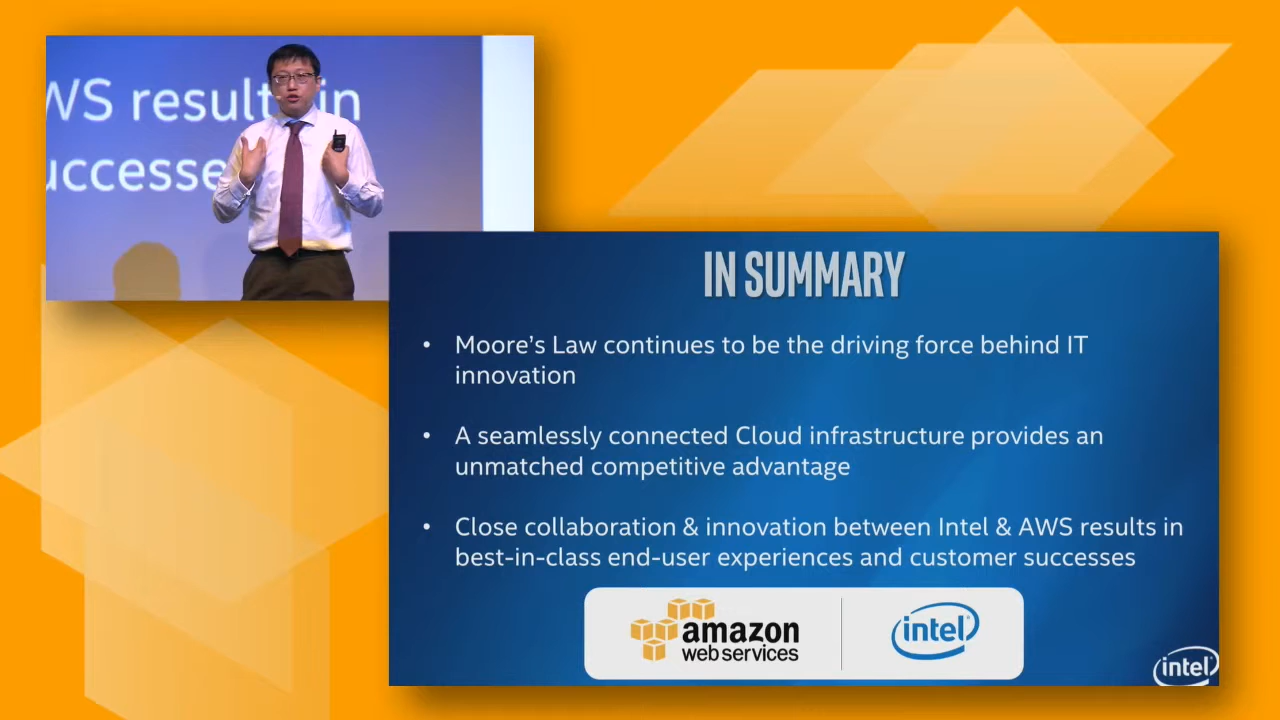 WS results in
uccesse
IN SUMMARY
• Moore's Law continues to be the driving force behind IT
innovation
• A seamlessly connected Cloud infrastructure provides an
unmatched competitive advantage
• Close collaboration & innovation between Intel & AWS results in
best-in-class end-user experiences and customer successes
amazon
web services
intel
intel